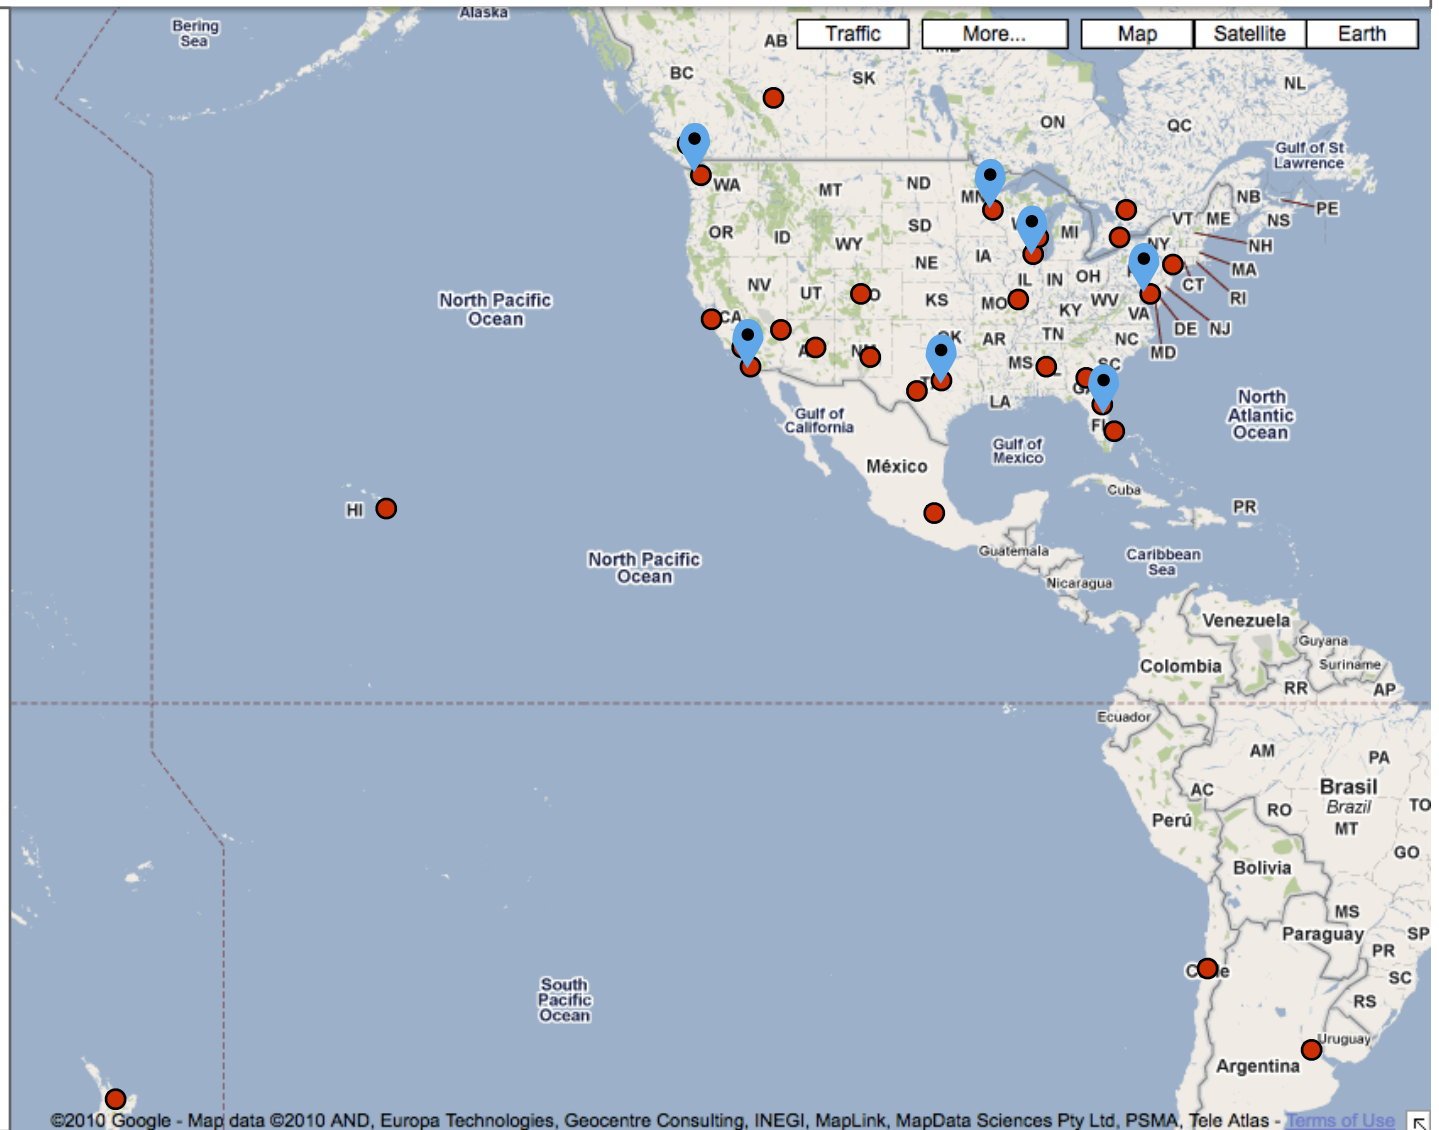 Alaska
Bering
Sea
Traffic
More...
Map
Satellite
Earth
AB
BC
SK
NL
ON
QC
Gulf of St
Lawrence
WA
MT
ND
NB
PE
VT
ME
NS
OR
ID
SD
MI
WY
NY
NH
IA
NE
OH
MA
NV
UT
IL
IN
CT
RI
North Pacific
Ocean
KS
MO
KY
WV
VA
CA
DE
NJ
AR
TN
NC
MD
MS
SC
LA
North
Atlantic
Ocean
Gulf of
California
Gulf of
Mexico
México
Cuba
PR
HI
North Pacific
Ocean
Guatemala
Caribbean
Sea
Nicaragua
Venezuela
Guyana
Colombia
Suriname
RR
AP
Ecuador
AM
PA
AC
Brasil
Brazil
RO
TO
Perú
MT
GO
Bolivia
MS
Paraguay
SP
PR
SC
South
Pacific
Ocean
RS
Uruguay
Argentina
©2010 Google - Map data ©2010 AND, Europa Technologies, Geocentre Consulting, INEGI, MapLink, MapData Sciences Pty Ltd, PSMA, Tele Atlas - Terms of Use